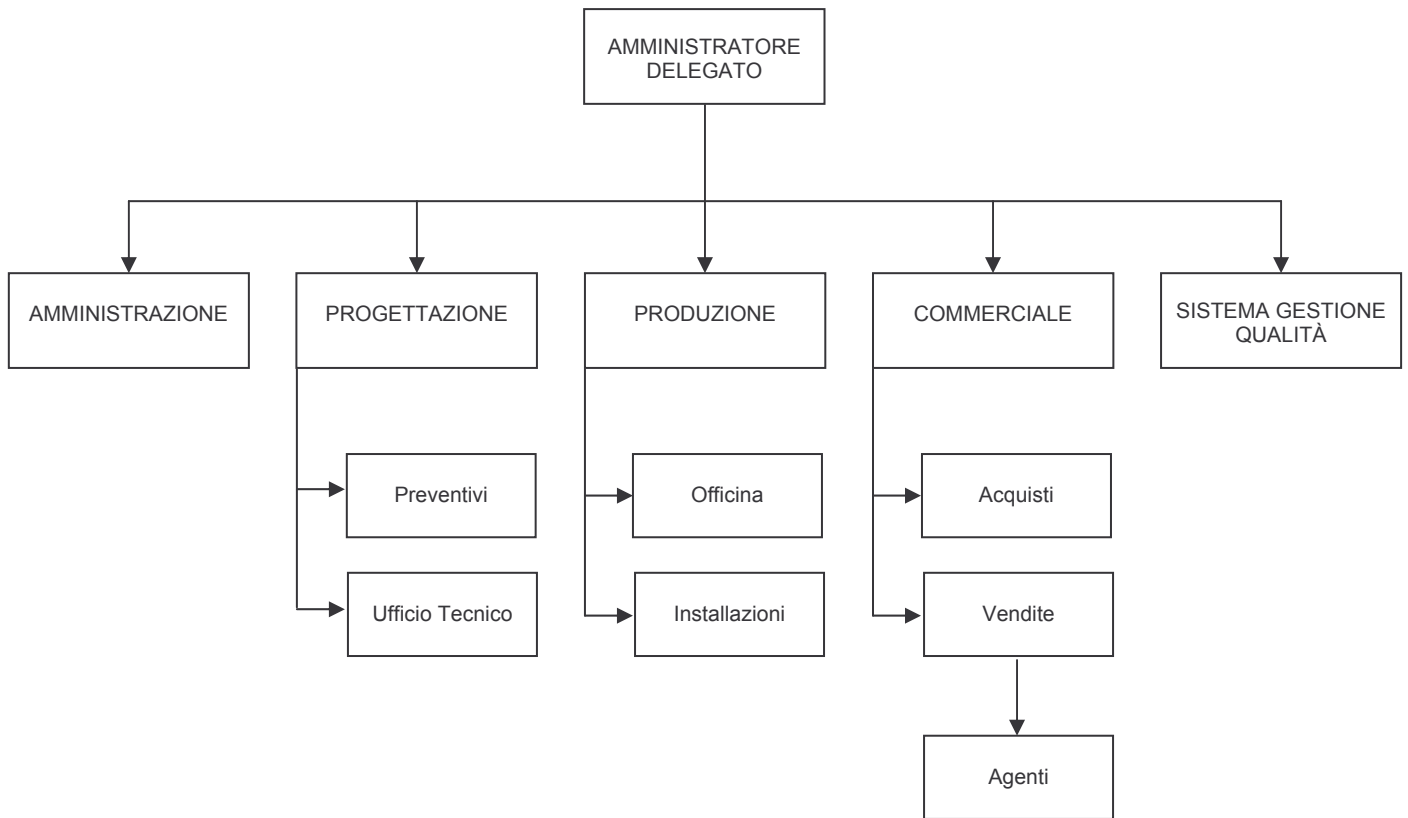 AMMINISTRATORE
DELEGATO
AMMINISTRAZIONE
PROGETTAZIONE
PRODUZIONE
COMMERCIALE
SISTEMA GESTIONE
QUALITÀ
Preventivi
Officina
Acquisti
Ufficio Tecnico
Installazioni
Vendite
Agenti